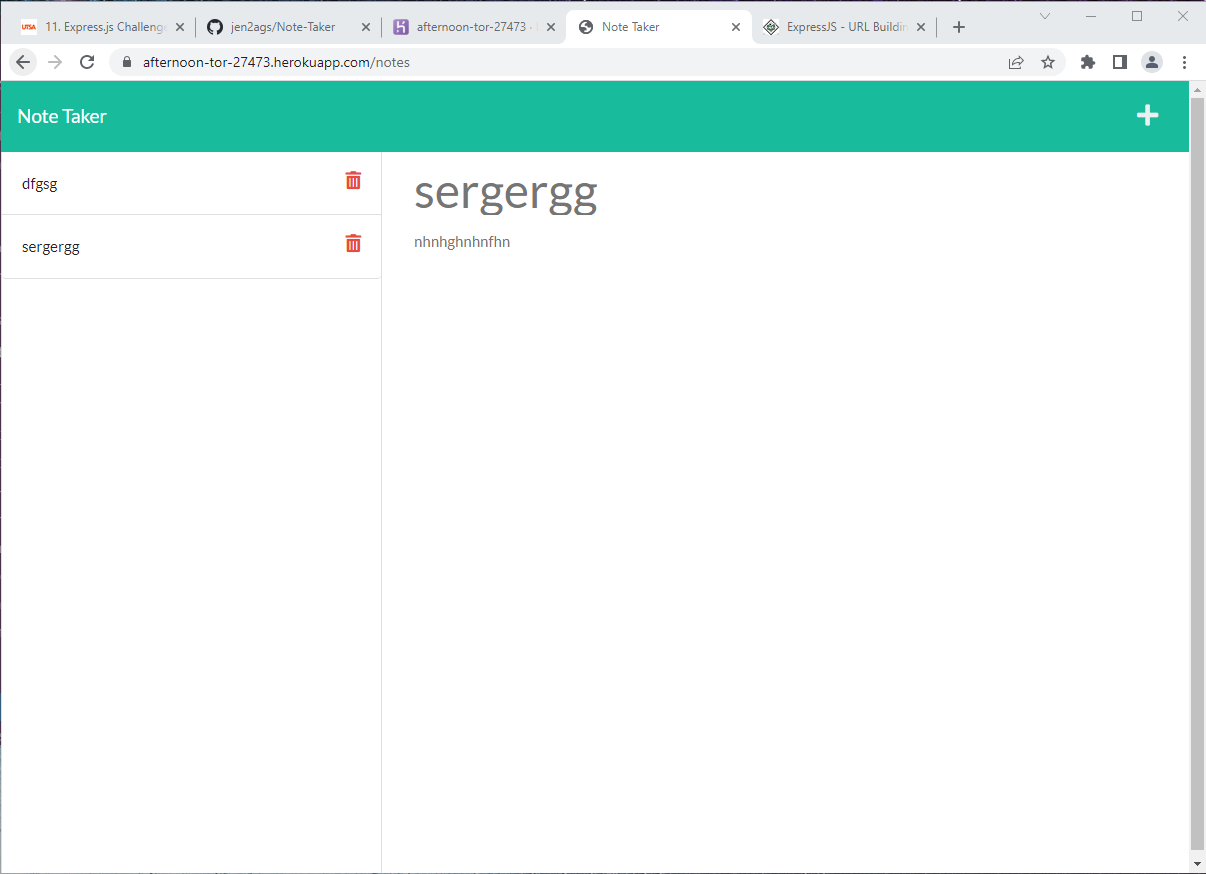 UTSA 11. Express.js Challeng
jen2ags/Note-Taker
afternoon-tor-27473 -
Note Taker
ExpressJS - URL Buildin
afternoon-tor-27473.herokuapp.com/notes
Note Taker
dfgsg
sergergg
sergergg
nhnhghnhnfhn